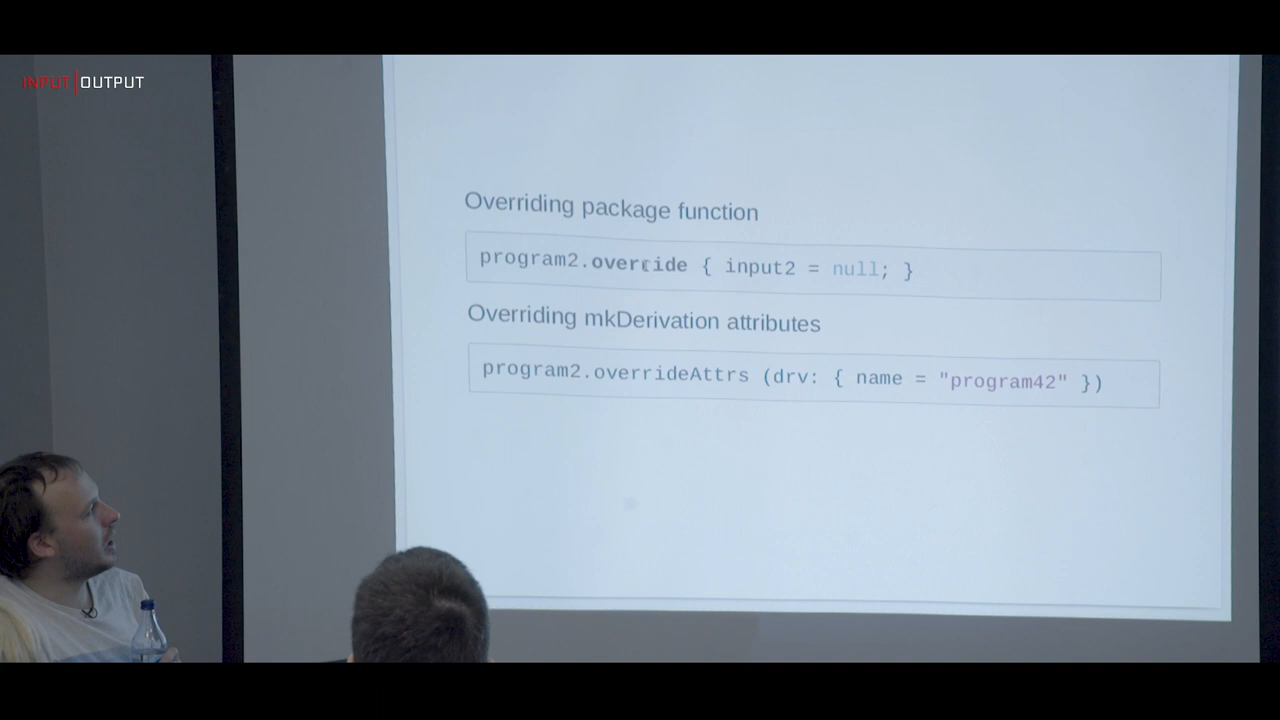 INPUT|OUTPUT
Overriding package function
program2.override { input2 = null; }
Overriding mkDerivation attributes
program2.overrideAttrs (drv: { name = "program42" })